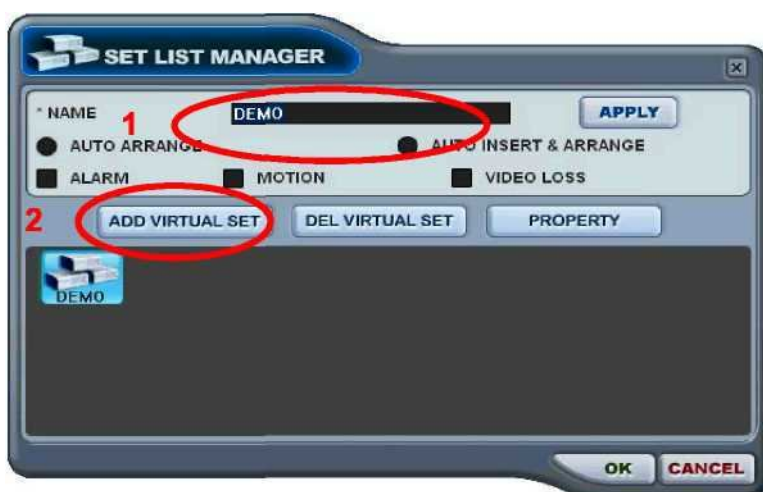 SET LIST MANAGER
* NAME
1
DEMO
APPLY
AUTO ARRANGE
AUTO INSERT & ARRANGE
ALARM
MOTION
VIDEO LOSS
2
ADD VIRTUAL SET
DEL VIRTUAL SET
PROPERTY
DEMO
OK
CANCEL